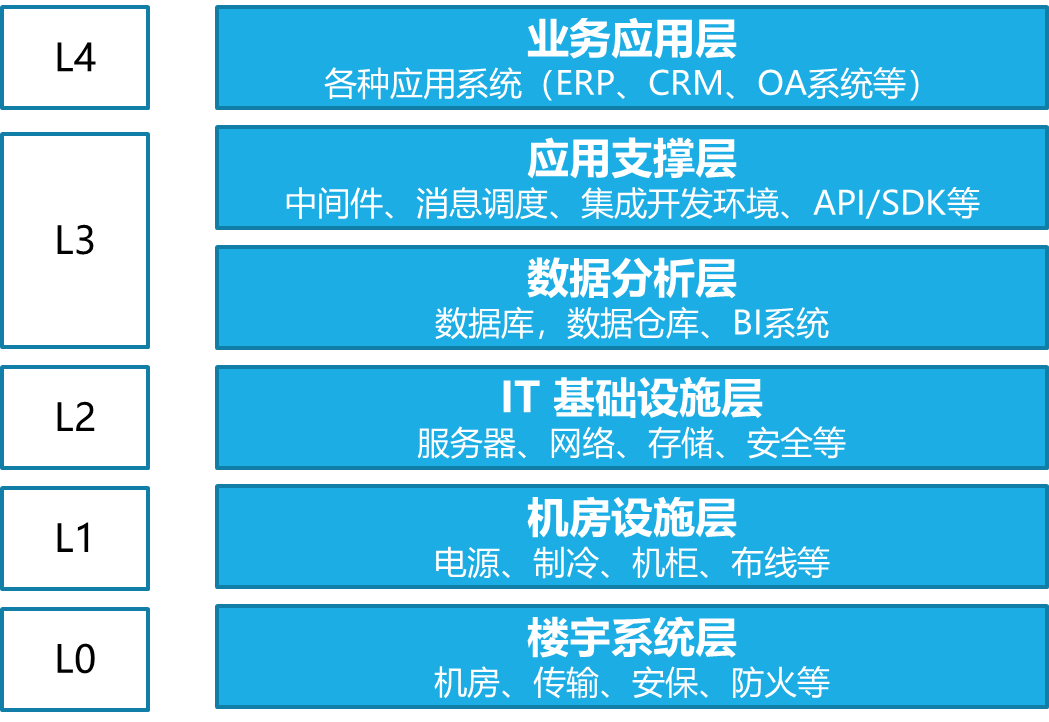 L4
业务应用层
各种应用系统（ERP、CRM、OA系统等）
L3
应用支撑层
中间件、消息调度、集成开发环境、API/SDK等
数据分析层
数据库，数据仓库、BI系统
L2
IT 基础设施层
服务器、网络、存储、安全等
L1
机房设施层
电源、制冷、机柜、布线等
L0
楼宇系统层
机房、传输、安保、防火等